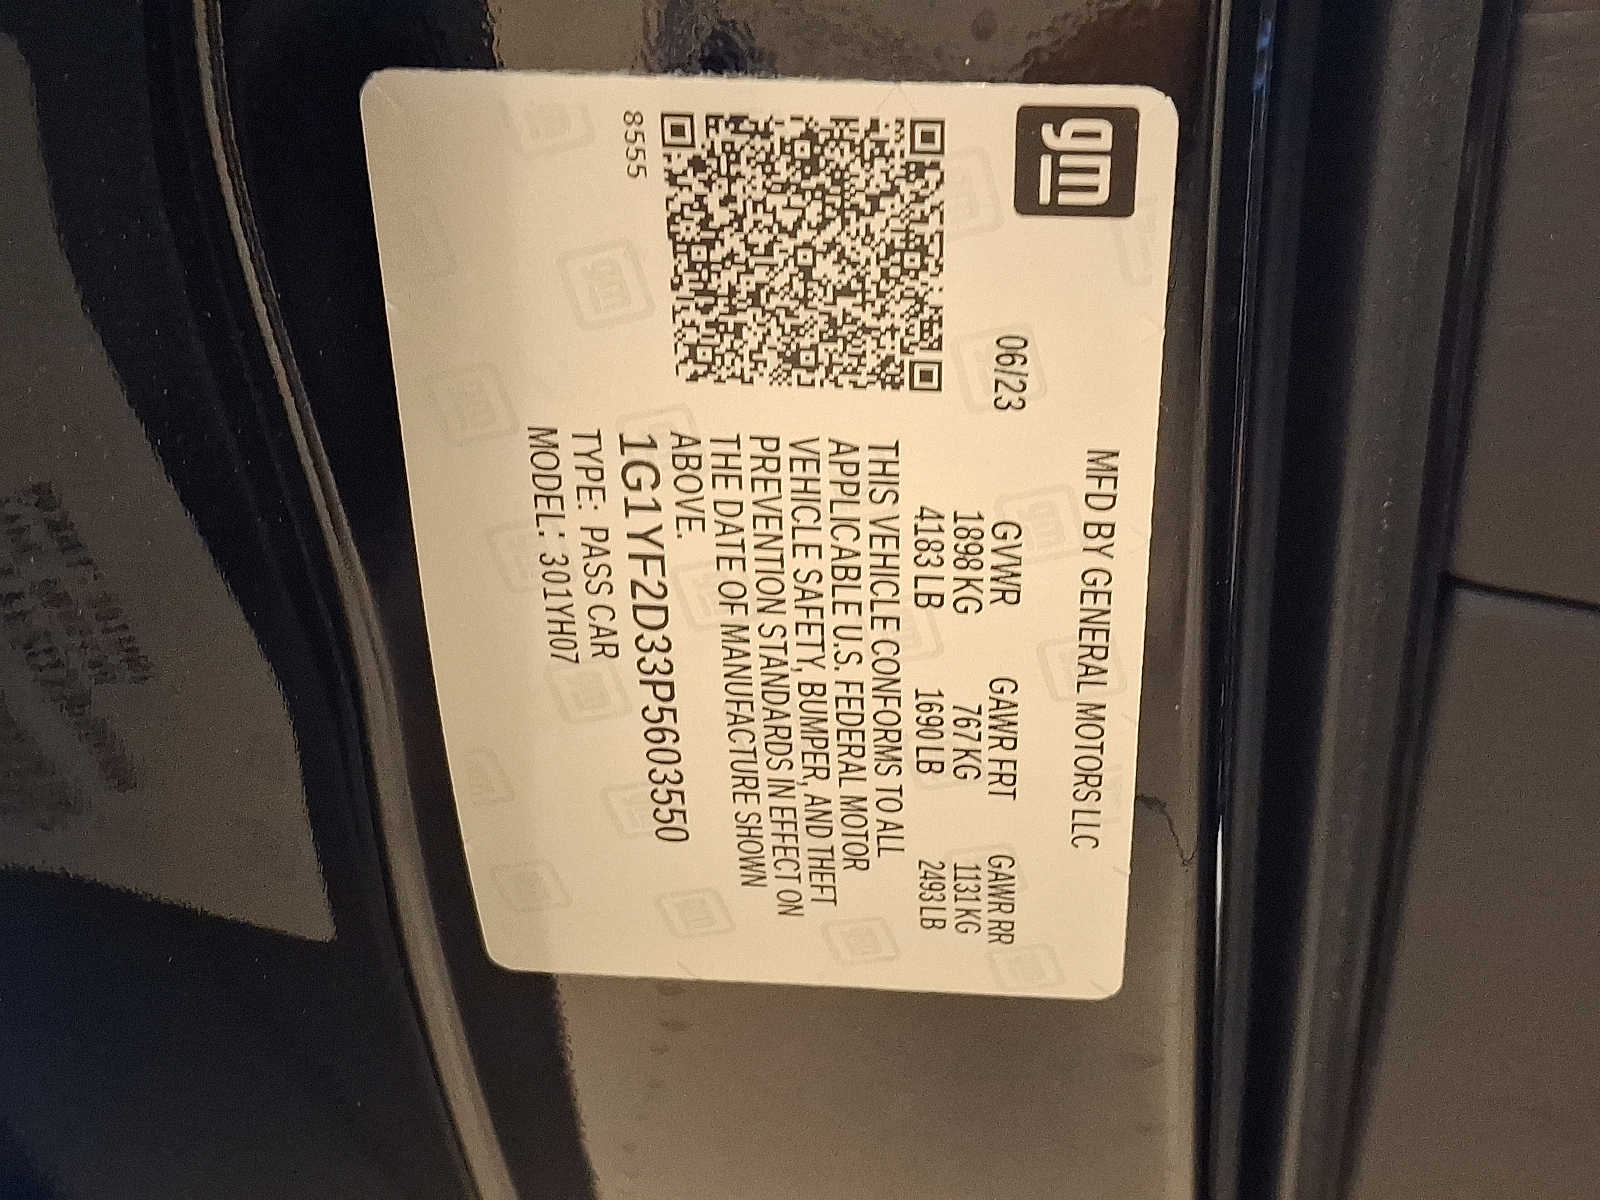 gm
MFD BY GENERAL MOTORS LLC
06/23
GVWR GAWR FRT GAWR RR
1898 KG 767 KG 1131 KG
4183 LB 1690 LB 2493 LB
THIS VEHICLE CONFORMS TO ALL
APPLICABLE U.S. FEDERAL MOTOR
VEHICLE SAFETY, BUMPER, AND THEFT
PREVENTION STANDARDS IN EFFECT ON
THE DATE OF MANUFACTURE SHOWN
ABOVE.
8555
1G1YF2D33P5603550
TYPE: PASS CAR
MODEL: 301YH07